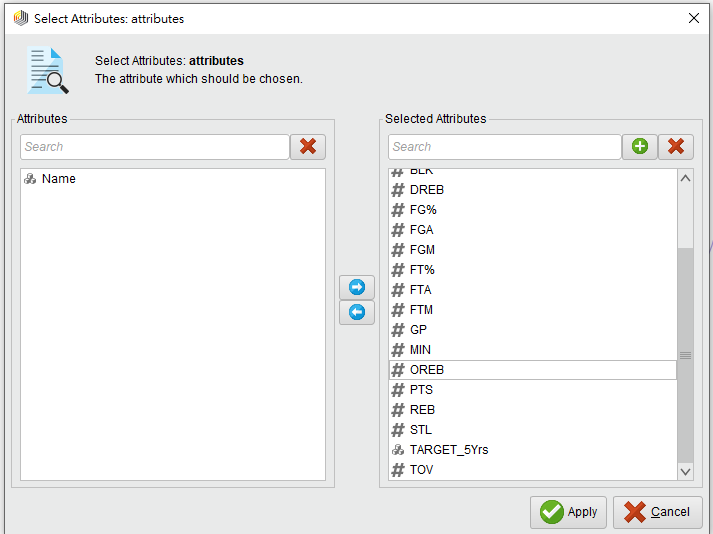 Select Attributes: attributes
Select Attributes: attributes
The attribute which should be chosen.
Attributes
Search
Name
Selected Attributes
Search
BLK
DREB
FG%
FGA
FGM
FT%
FTA
FTM
GP
MIN
OREB
PTS
REB
STL
TARGET_5Yrs
TOV
Apply
Cancel